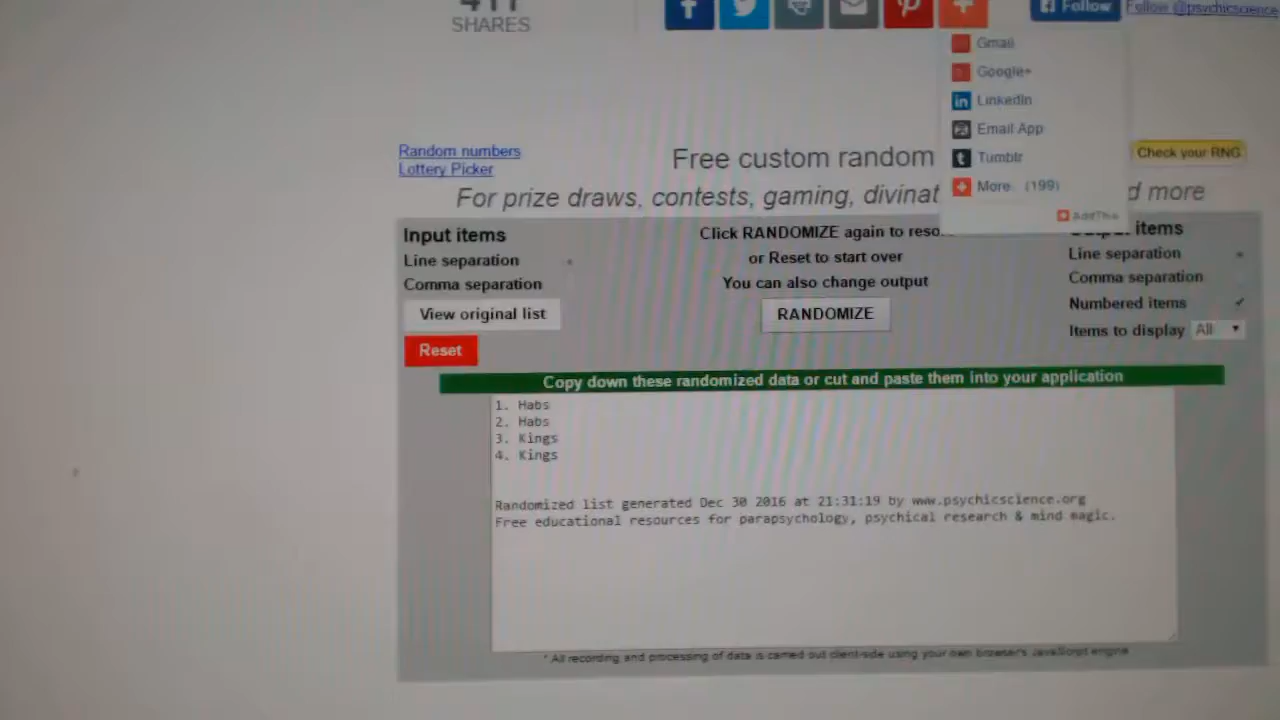 SHARES
Follow
Follow @psychicscience
Gmail
Google+
LinkedIn
Email App
Tumblr
More (199)
AddThis
Random numbers
Lottery Picker
Free custom random
Check your RNG
For prize draws, contests, gaming, divinat
d more
Input items
Line separation
Comma separation
View original list
Reset
Click RANDOMIZE again to reso
or Reset to start over
You can also change output
RANDOMIZE
items
Line separation
Comma separation
Numbered items
Items to display All
Copy down these randomized data or cut and paste them into your application
1. Habs
2. Habs
3. Kings
4. Kings
Randomized list generated Dec 30 2016 at 21:31:19 by www.psychicscience.org
Free educational resources for parapsychology, psychical research & mind magic.
* All recording and processing of data is carried out client-side using your own browser's JavaScript engine